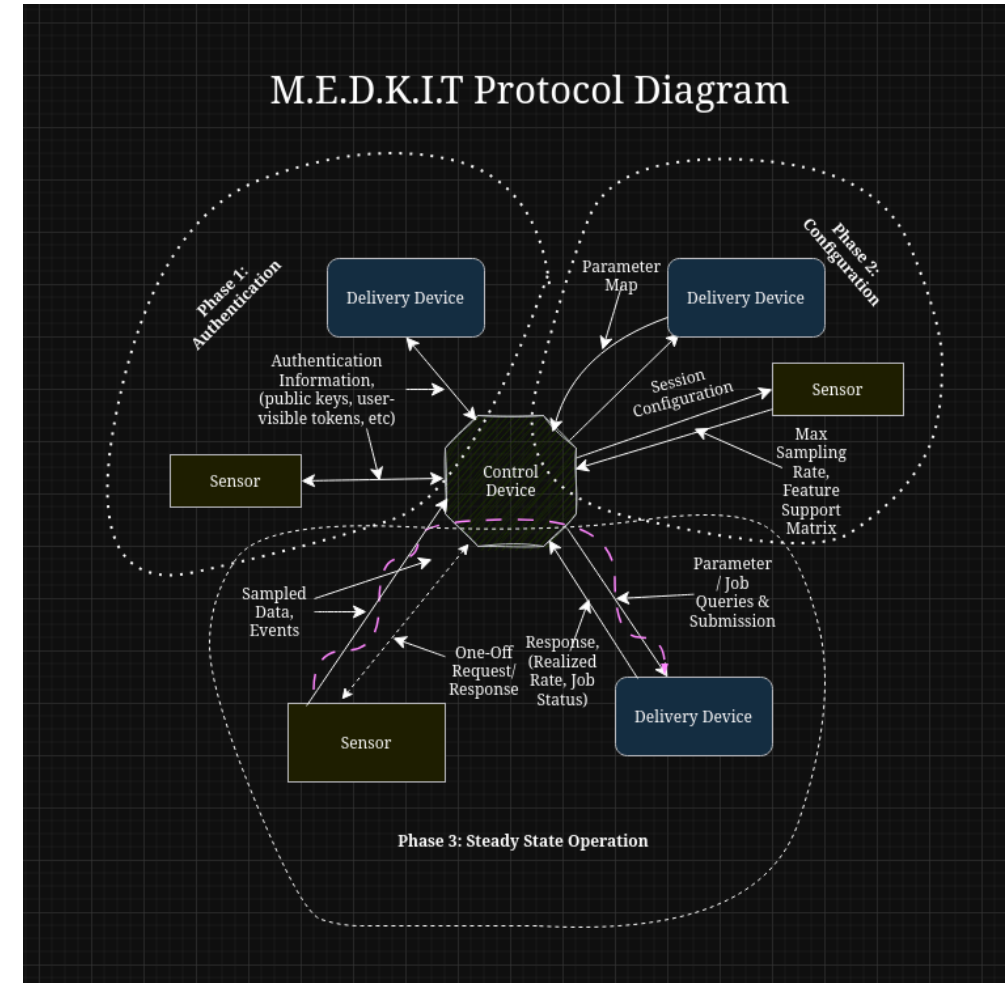 M.E.D.K.I.T Protocol Diagram
Phase 1:
Authentication
Delivery Device
Authentication
Information,
(public keys, user-
visible tokens, etc)
Sensor
Control
Device
Phase 2:
Configuration
Parameter
Map
Delivery Device
Session
Configuration
Sensor
Max
Sampling
Rate,
Feature
Support
Matrix
Sampled
Data,
Events
One-Off
Request/
Response
Response,
(Realized
Rate, Job
Status)
Parameter
/ Job
Queries &
Submission
Sensor
Delivery Device
Phase 3: Steady State Operation